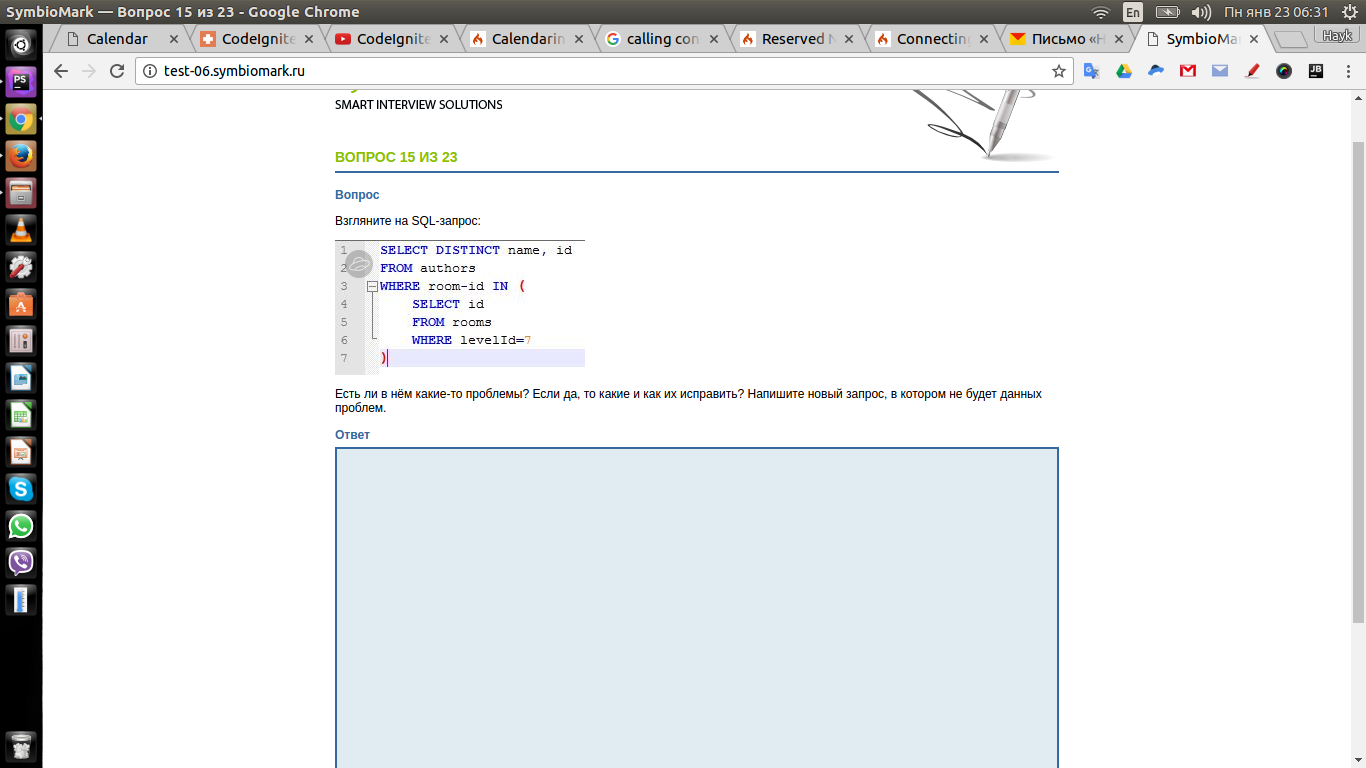 SymbioMark — Вопрос 15 из 23 - Google Chrome
En
Пн янв 23 06:31
Calendar
CodeIgnite
CodeIgnite
Calendarin
calling con
Reserved N
Connecting
Письмо «Н
SymbioMa
Hayk
test-06.symbiomark.ru
SMART INTERVIEW SOLUTIONS
ВОПРОС 15 ИЗ 23
Вопрос
Взгляните на SQL-запрос:
1 SELECT DISTINCT name, id
2 FROM authors
3 WHERE room-id IN (
4 SELECT id
5 FROM rooms
6 WHERE levelId=7
7 )
Есть ли в нём какие-то проблемы? Если да, то какие и как их исправить? Напишите новый запрос, в котором не будет данных
проблем.
Ответ